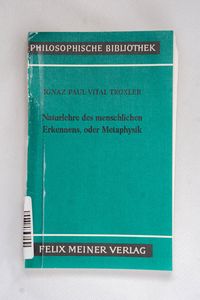 PHILOSOPHISCHE BIBLIOTHEK
IGNAZ PAUL VITAL TROXLER
Naturlehre des menschlichen
Erkennens, oder Metaphysik
FELIX MEINER VERLAG